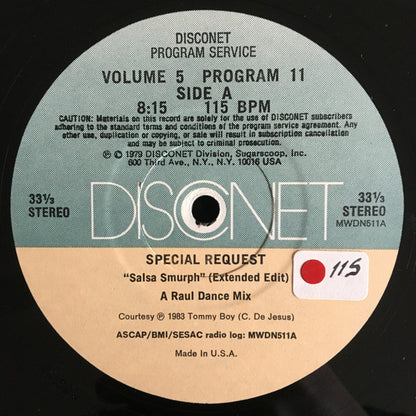 DISCONET
PROGRAM SERVICE
VOLUME 5 PROGRAM 11
SIDE A
8:15 115 BPM
CAUTION: Materials on this record are solely for the use of DISCONET subscribers
adhering to the standard terms and conditions of the program service agreement. Any
other use, duplication or copying, or sale will result in subscription cancellation
and may be subject to criminal prosecution.
℗ © 1979 DISCONET Division, Sugarscoop, Inc.
600 Third Ave., N.Y., N.Y. 10016 USA
33⅓
STEREO
DISCONET
33⅓
STEREO
MWDN511A
SPECIAL REQUEST
"Salsa Smurph" (Extended Edit)
A Raul Dance Mix
115
Courtesy ℗ 1983 Tommy Boy (C. De Jesus)
ASCAP/BMI/SESAC radio log: MWDN511A
Made in U.S.A.